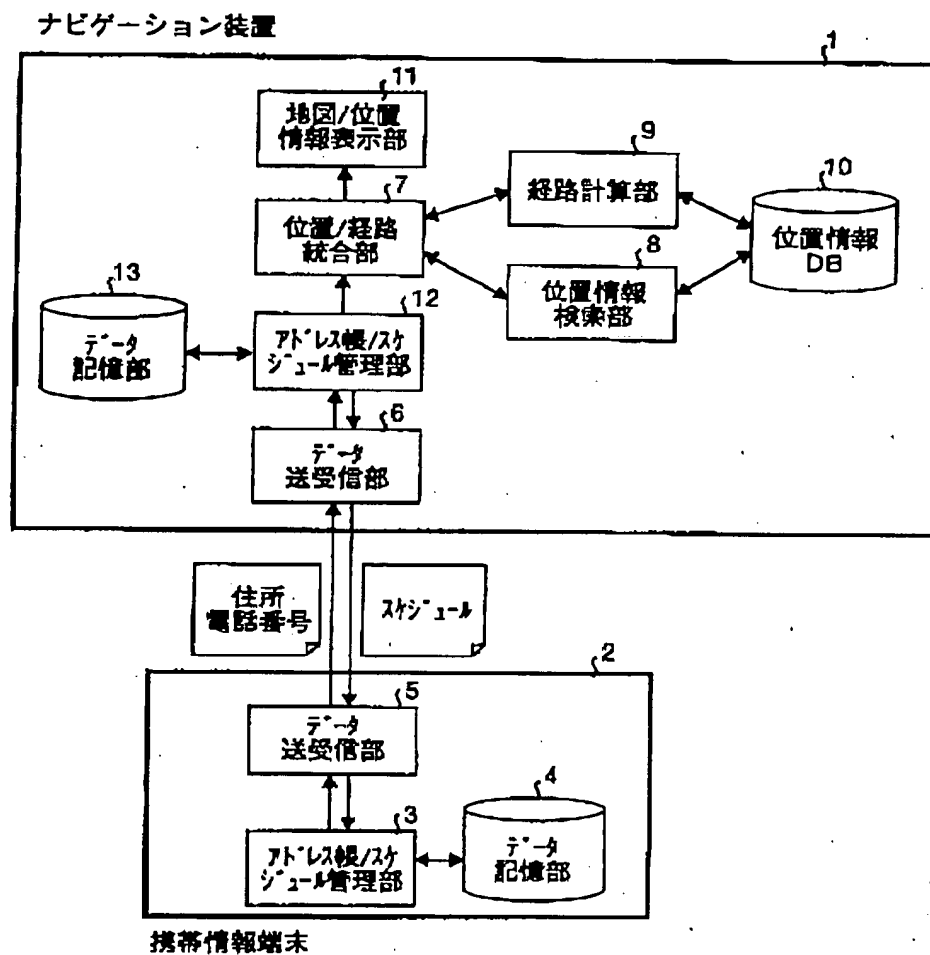 ナビゲーション装置
1
11
地図/位置
情報表示部
9
経路計算部
10
位置情報
DB
7
位置/経路
統合部
8
位置情報
検索部
13
データ
記憶部
12
アドレス帳/スケ
ジュール管理部
6
データ
送受信部
住所
電話番号
スケジュール
2
5
データ
送受信部
4
データ
記憶部
3
アドレス帳/スケ
ジュール管理部
携帯情報端末